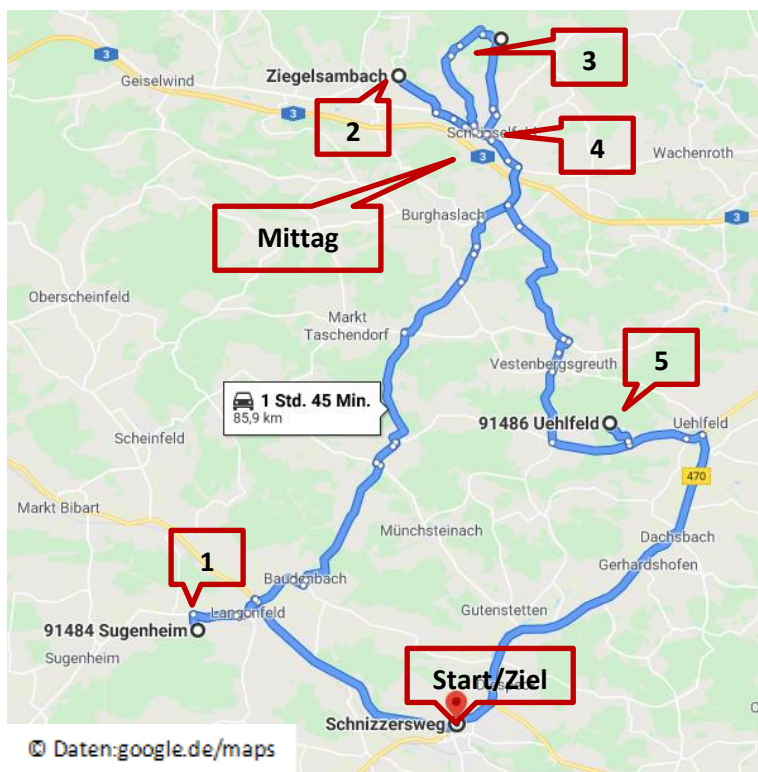 3
3
Ziegelsambach
Geiselwind
3
2
4
3
Wachenroth
Mittag
Burghaslach
3
Oberscheinfeld
Markt
Taschendorf
Vestenbergsgreuth
5
1 Std. 45 Min.
85,9 km
91486 Uehlfeld
Uehlfeld
Scheinfeld
470
Markt Bibart
Münchsteinach
Dachsbach
1
Gerhardshofen
Baudenbach
Langenfeld
Gutenstetten
91484 Sugenheim
Sugenheim
Start/Ziel
Schnizzersweg
© Daten:google.de/maps